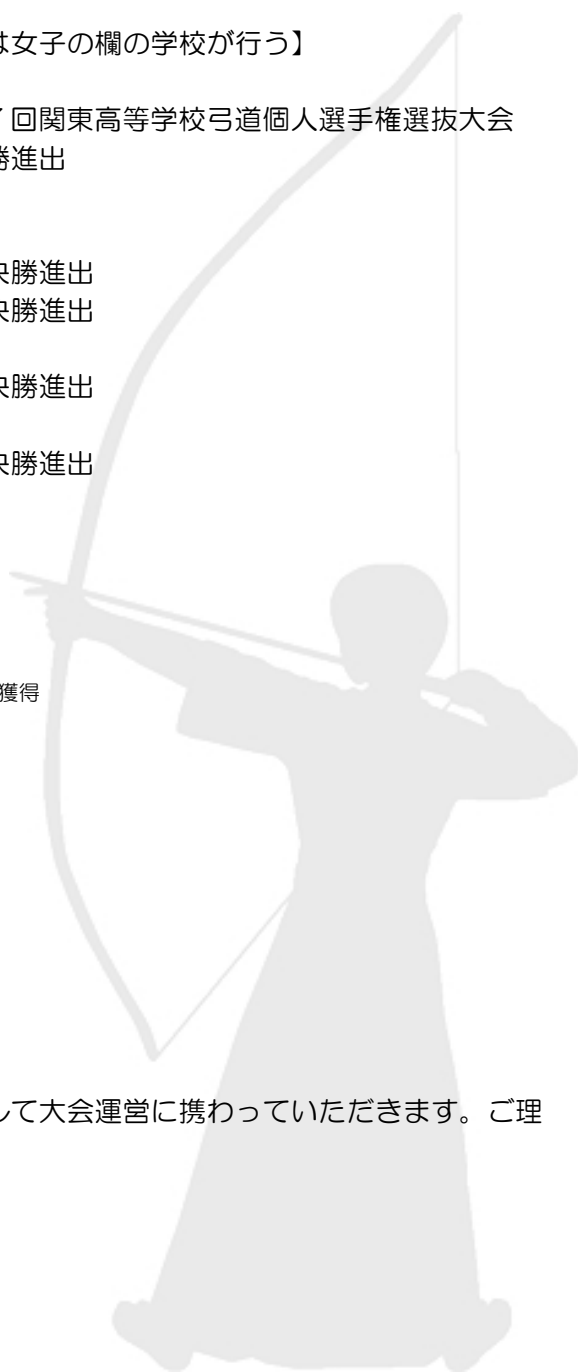 は女子の欄の学校が行う】
回関東高等学校弓道個人選手権選抜大会
勝進出
決勝進出
決勝進出
決勝進出
決勝進出
獲得
して大会運営に携わっていただきます。ご理